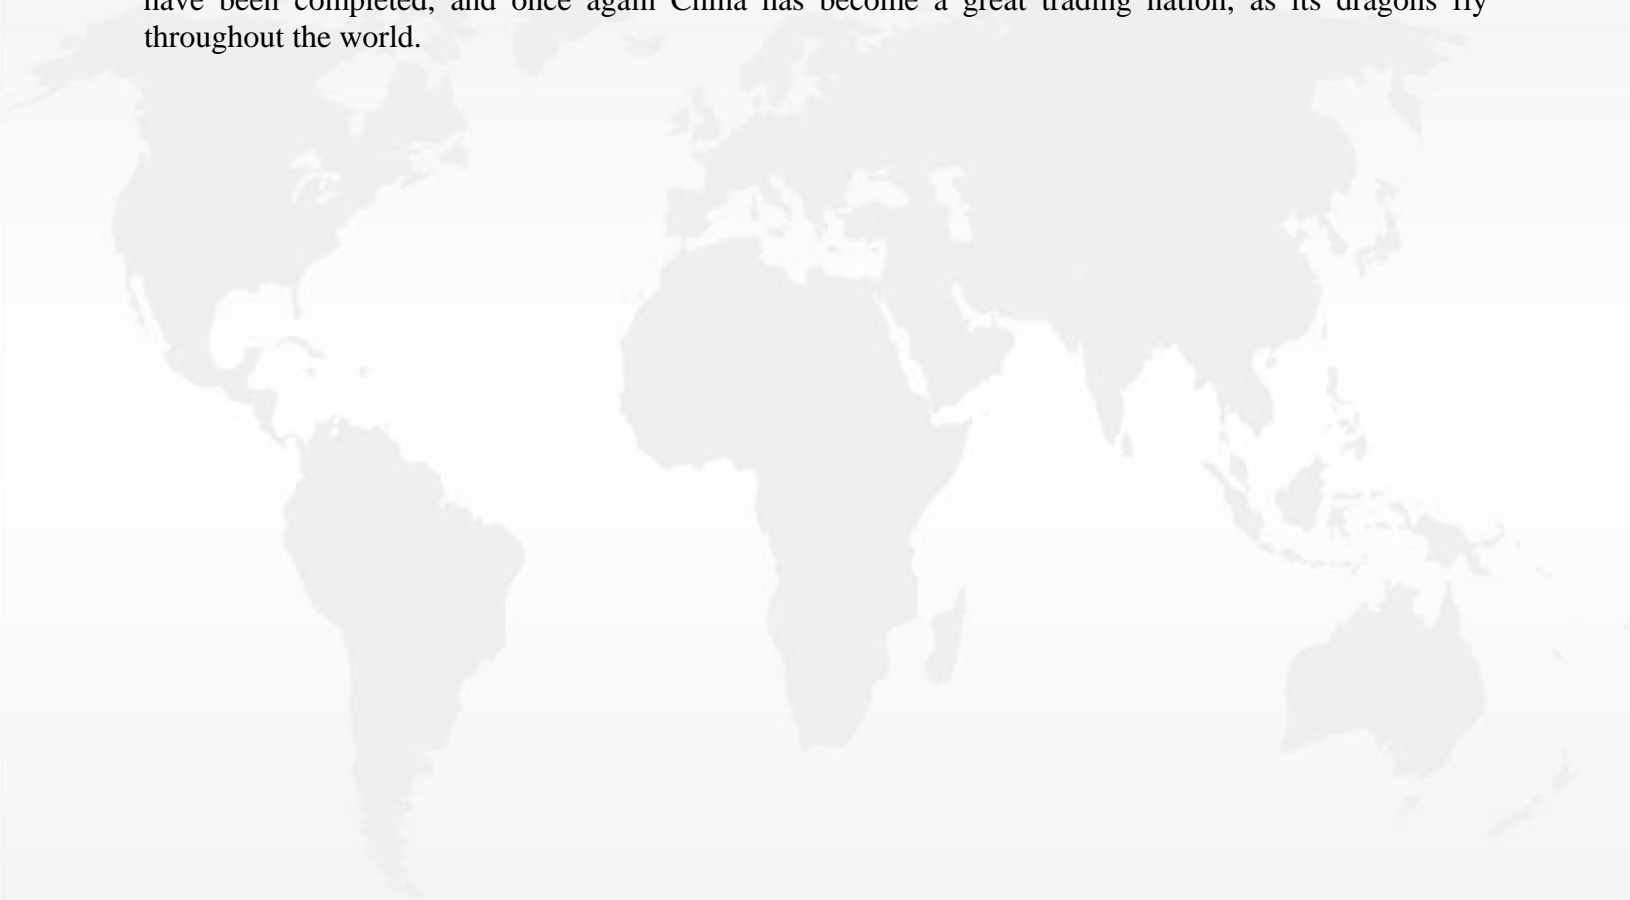 have been completed, and once again China has become a great trading nation, as its dragons fly
throughout the world.